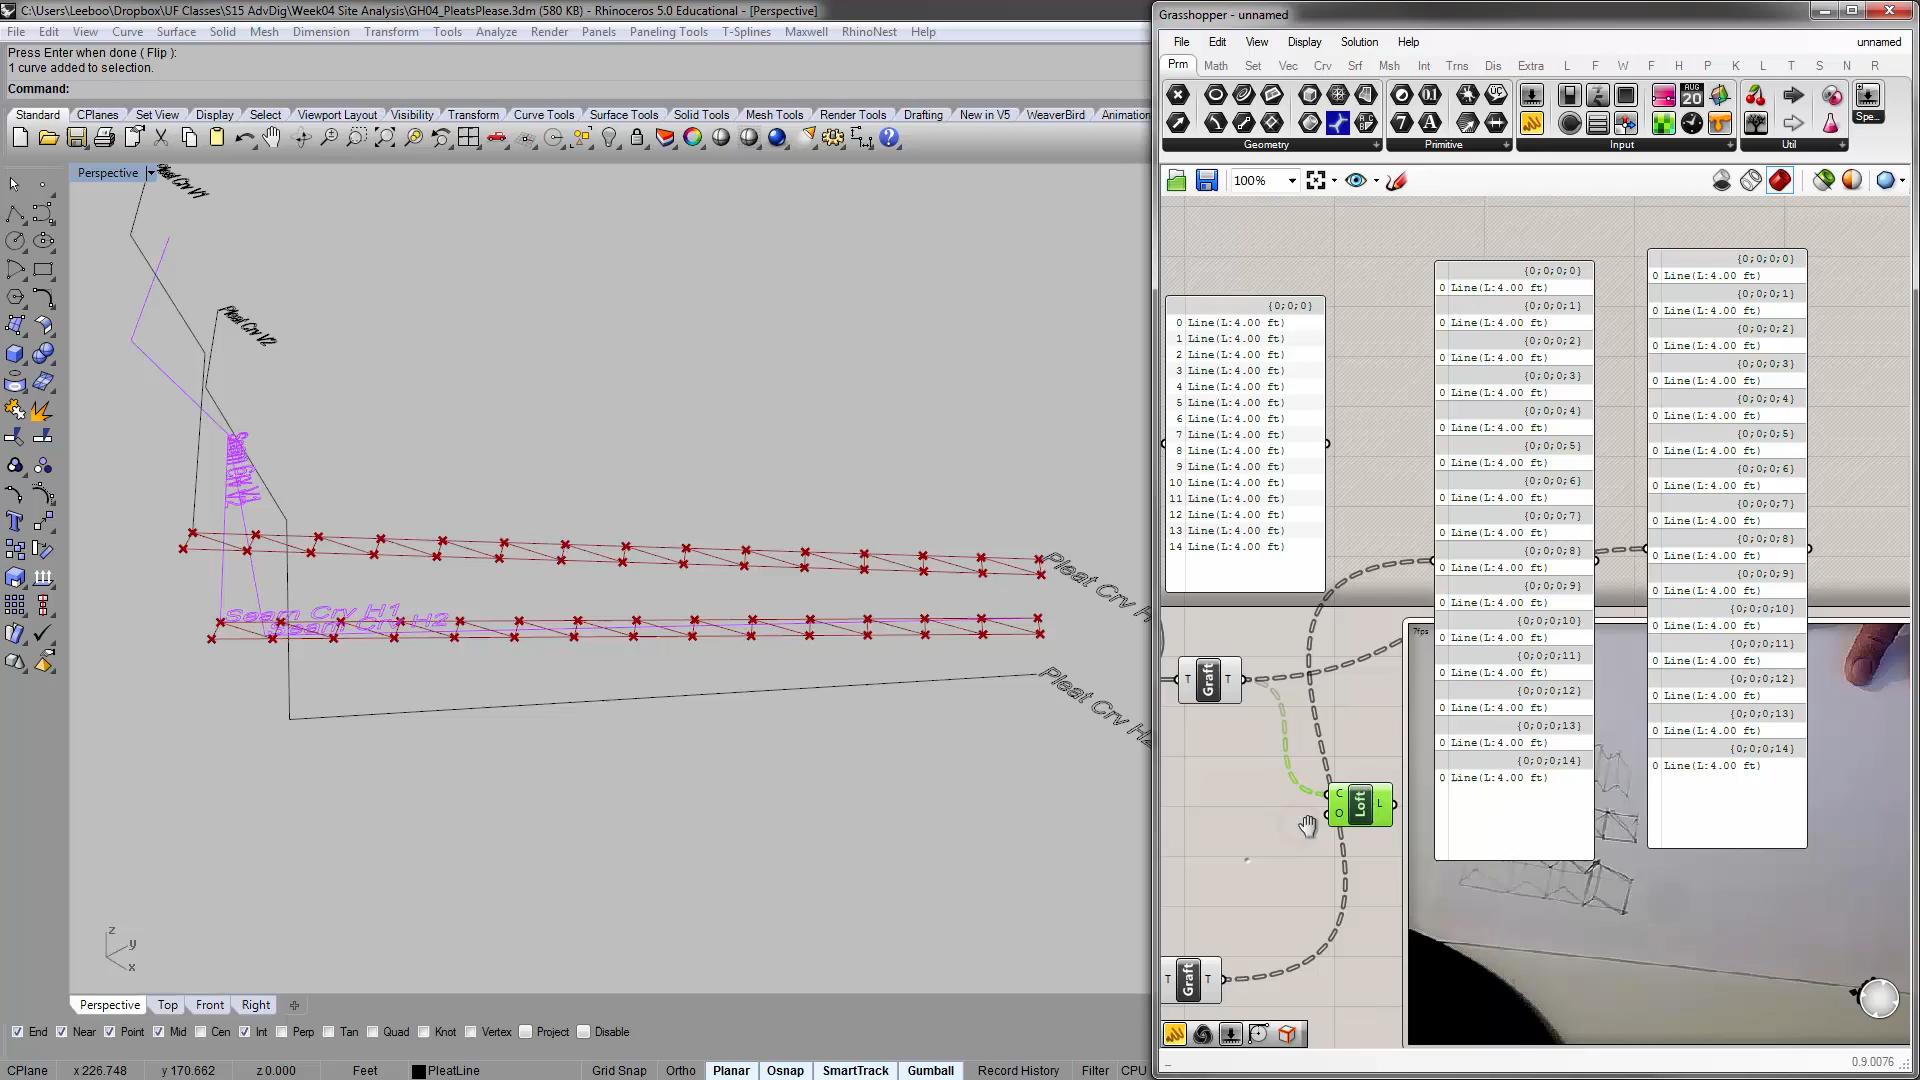 C:\Users\Leeboo\Dropbox\UF Classes\S15 AdvDig\Week04 Site Analysis\GH04_PleatsPlease.3dm (580 KB) - Rhinoceros 5.0 Educational - [Perspective]
File Edit View Curve Surface Solid Mesh Dimension Transform Tools Analyze Render Panels Paneling Tools T-Splines Maxwell RhinoNest Help
Press Enter when done ( Flip ):
1 curve added to selection.
Command:
Standard CPlanes Set View Display Select Viewport Layout Visibility Transform Curve Tools Surface Tools Solid Tools Mesh Tools Render Tools Drafting New in V5 WeaverBird Animation
Perspective
Pleat Crv V1
Pleat Crv V2
Seam Crv V1
Seam Crv V2
Seam Crv H1
Seam Crv H2
Pleat Crv H
Pleat Crv H2
z
y
x
Perspective Top Front Right
End Near Point Mid Cen Int Perp Tan Quad Knot Vertex Project Disable
CPlane x 226.748 y 170.662 z 0.000 Feet PleatLine Grid Snap Ortho Planar Osnap SmartTrack Gumball Record History Filter CPU
Grasshopper - unnamed
File Edit View Display Solution Help unnamed
Prm Math Set Vec Crv Srf Msh Int Trns Dis Extra L F W F H P K L T S N R
Geometry Primitive Input Util Spe...
100%
{0;0;0}
0 Line(L:4.00 ft)
1 Line(L:4.00 ft)
2 Line(L:4.00 ft)
3 Line(L:4.00 ft)
4 Line(L:4.00 ft)
5 Line(L:4.00 ft)
6 Line(L:4.00 ft)
7 Line(L:4.00 ft)
8 Line(L:4.00 ft)
9 Line(L:4.00 ft)
10 Line(L:4.00 ft)
11 Line(L:4.00 ft)
12 Line(L:4.00 ft)
13 Line(L:4.00 ft)
14 Line(L:4.00 ft)
{0;0;0;0}
0 Line(L:4.00 ft)
{0;0;0;1}
0 Line(L:4.00 ft)
{0;0;0;2}
0 Line(L:4.00 ft)
{0;0;0;3}
0 Line(L:4.00 ft)
{0;0;0;4}
0 Line(L:4.00 ft)
{0;0;0;5}
0 Line(L:4.00 ft)
{0;0;0;6}
0 Line(L:4.00 ft)
{0;0;0;7}
0 Line(L:4.00 ft)
{0;0;0;8}
0 Line(L:4.00 ft)
{0;0;0;9}
0 Line(L:4.00 ft)
{0;0;0;10}
0 Line(L:4.00 ft)
{0;0;0;11}
0 Line(L:4.00 ft)
{0;0;0;12}
0 Line(L:4.00 ft)
{0;0;0;13}
0 Line(L:4.00 ft)
{0;0;0;14}
0 Line(L:4.00 ft)
{0;0;0;0}
0 Line(L:4.00 ft)
{0;0;0;1}
0 Line(L:4.00 ft)
{0;0;0;2}
0 Line(L:4.00 ft)
{0;0;0;3}
0 Line(L:4.00 ft)
{0;0;0;4}
0 Line(L:4.00 ft)
{0;0;0;5}
0 Line(L:4.00 ft)
{0;0;0;6}
0 Line(L:4.00 ft)
{0;0;0;7}
0 Line(L:4.00 ft)
{0;0;0;8}
0 Line(L:4.00 ft)
{0;0;0;9}
0 Line(L:4.00 ft)
{0;0;0;10}
0 Line(L:4.00 ft)
{0;0;0;11}
0 Line(L:4.00 ft)
{0;0;0;12}
0 Line(L:4.00 ft)
{0;0;0;13}
0 Line(L:4.00 ft)
{0;0;0;14}
0 Line(L:4.00 ft)
7fps
T Graft T
C
O Loft L
T Graft T
0.9.0076